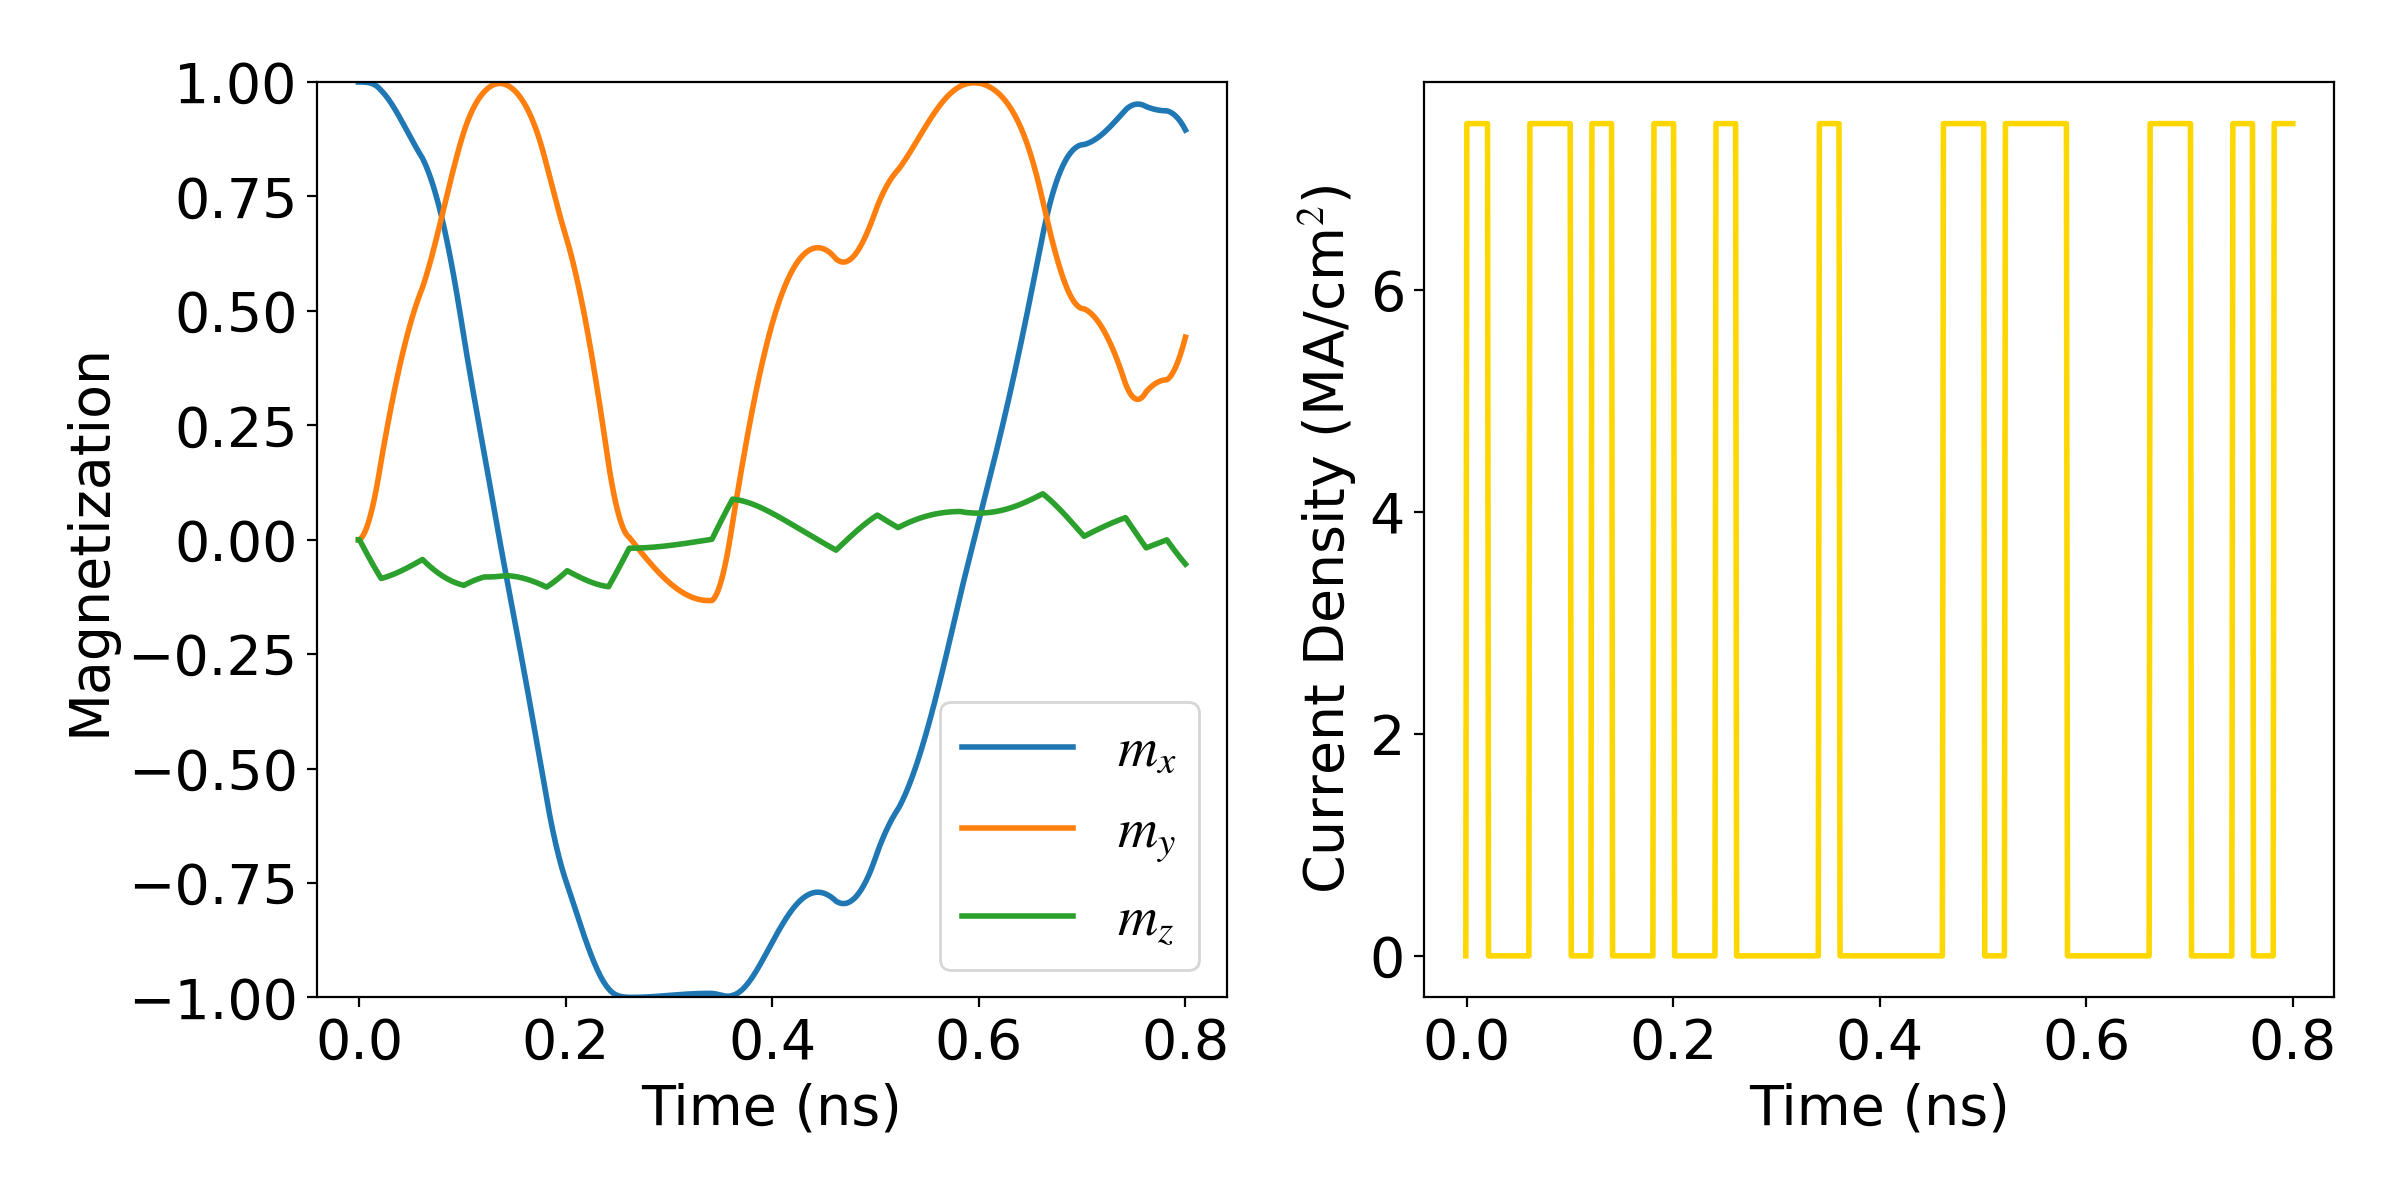 Magnetization
1.00
0.75
0.50
0.25
0.00
−0.25
−0.50
−0.75
−1.00
0.0 0.2 0.4 0.6 0.8
Time (ns)
m_x
m_y
m_z
Current Density (MA/cm²)
6
4
2
0
0.0 0.2 0.4 0.6 0.8
Time (ns)